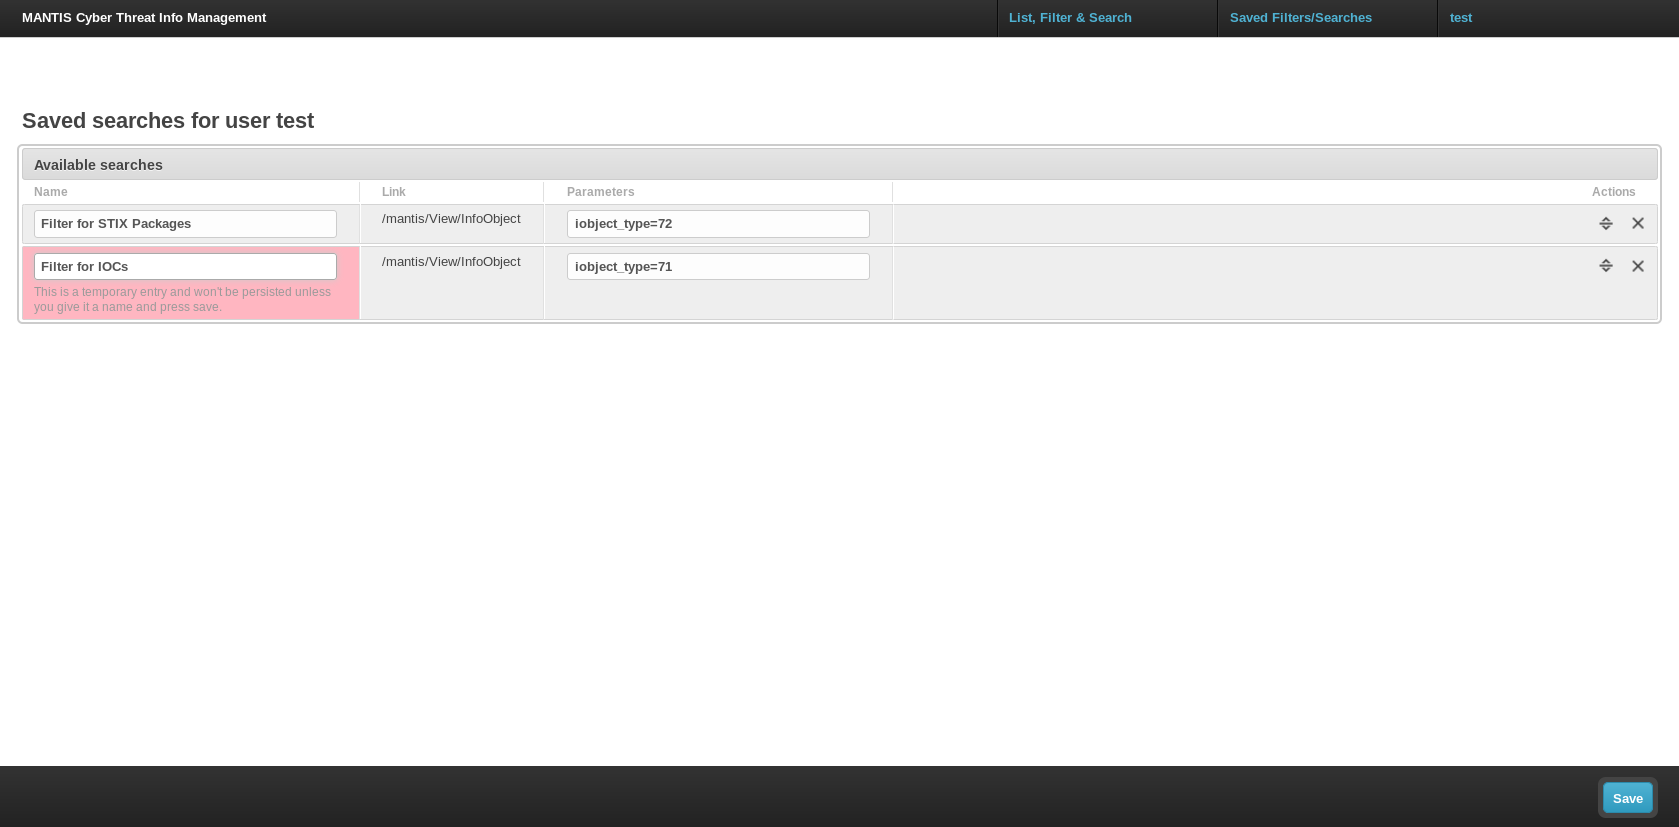 MANTIS Cyber Threat Info Management
List, Filter & Search
Saved Filters/Searches
test
Saved searches for user test
Available searches
Name
Link
Parameters
Actions
Filter for STIX Packages
/mantis/View/InfoObject
iobject_type=72
Filter for IOCs
/mantis/View/InfoObject
iobject_type=71
This is a temporary entry and won't be persisted unless
you give it a name and press save.
Save